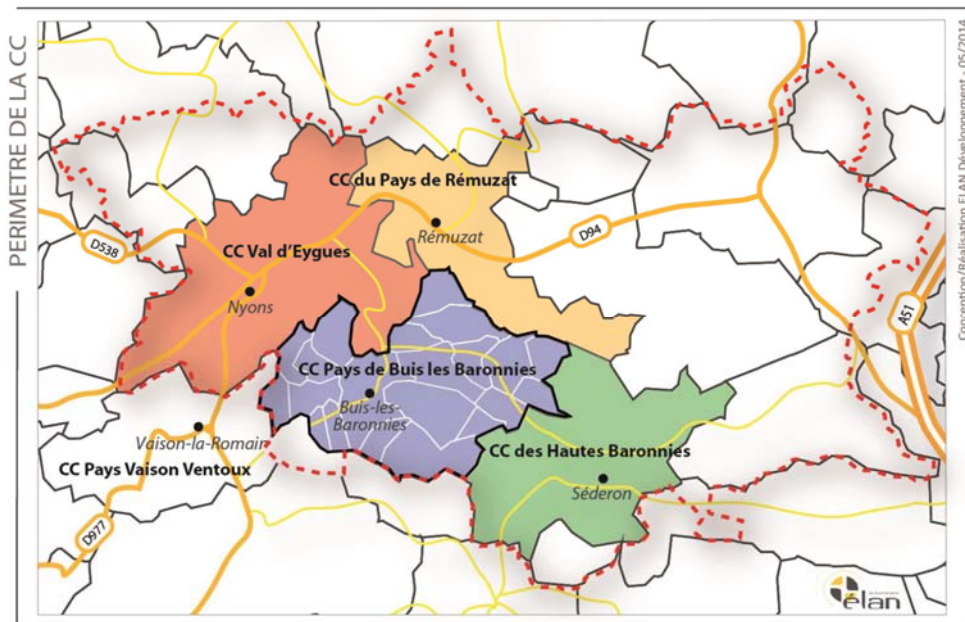 PERIMETRE DE LA CC
CC du Pays de Rémuzat
Rémuzat
D94
D538
CC Val d'Eygues
Nyons
A51
CC Pays de Buis les Baronnies
Buis-les-
Baronnies
Vaison-la-Romain
CC Pays Vaison Ventoux
CC des Hautes Baronnies
Séderon
D977
élan
Conception/Réalisation ELAN Développement - 05/2014